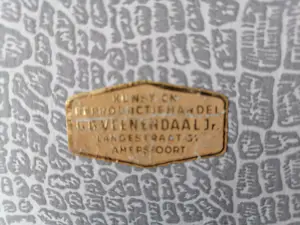 KUNST EN
REPRODUCTIEHANDEL
VEENENDAAL Jr.
LANGESTRAAT
AMERSFOORT